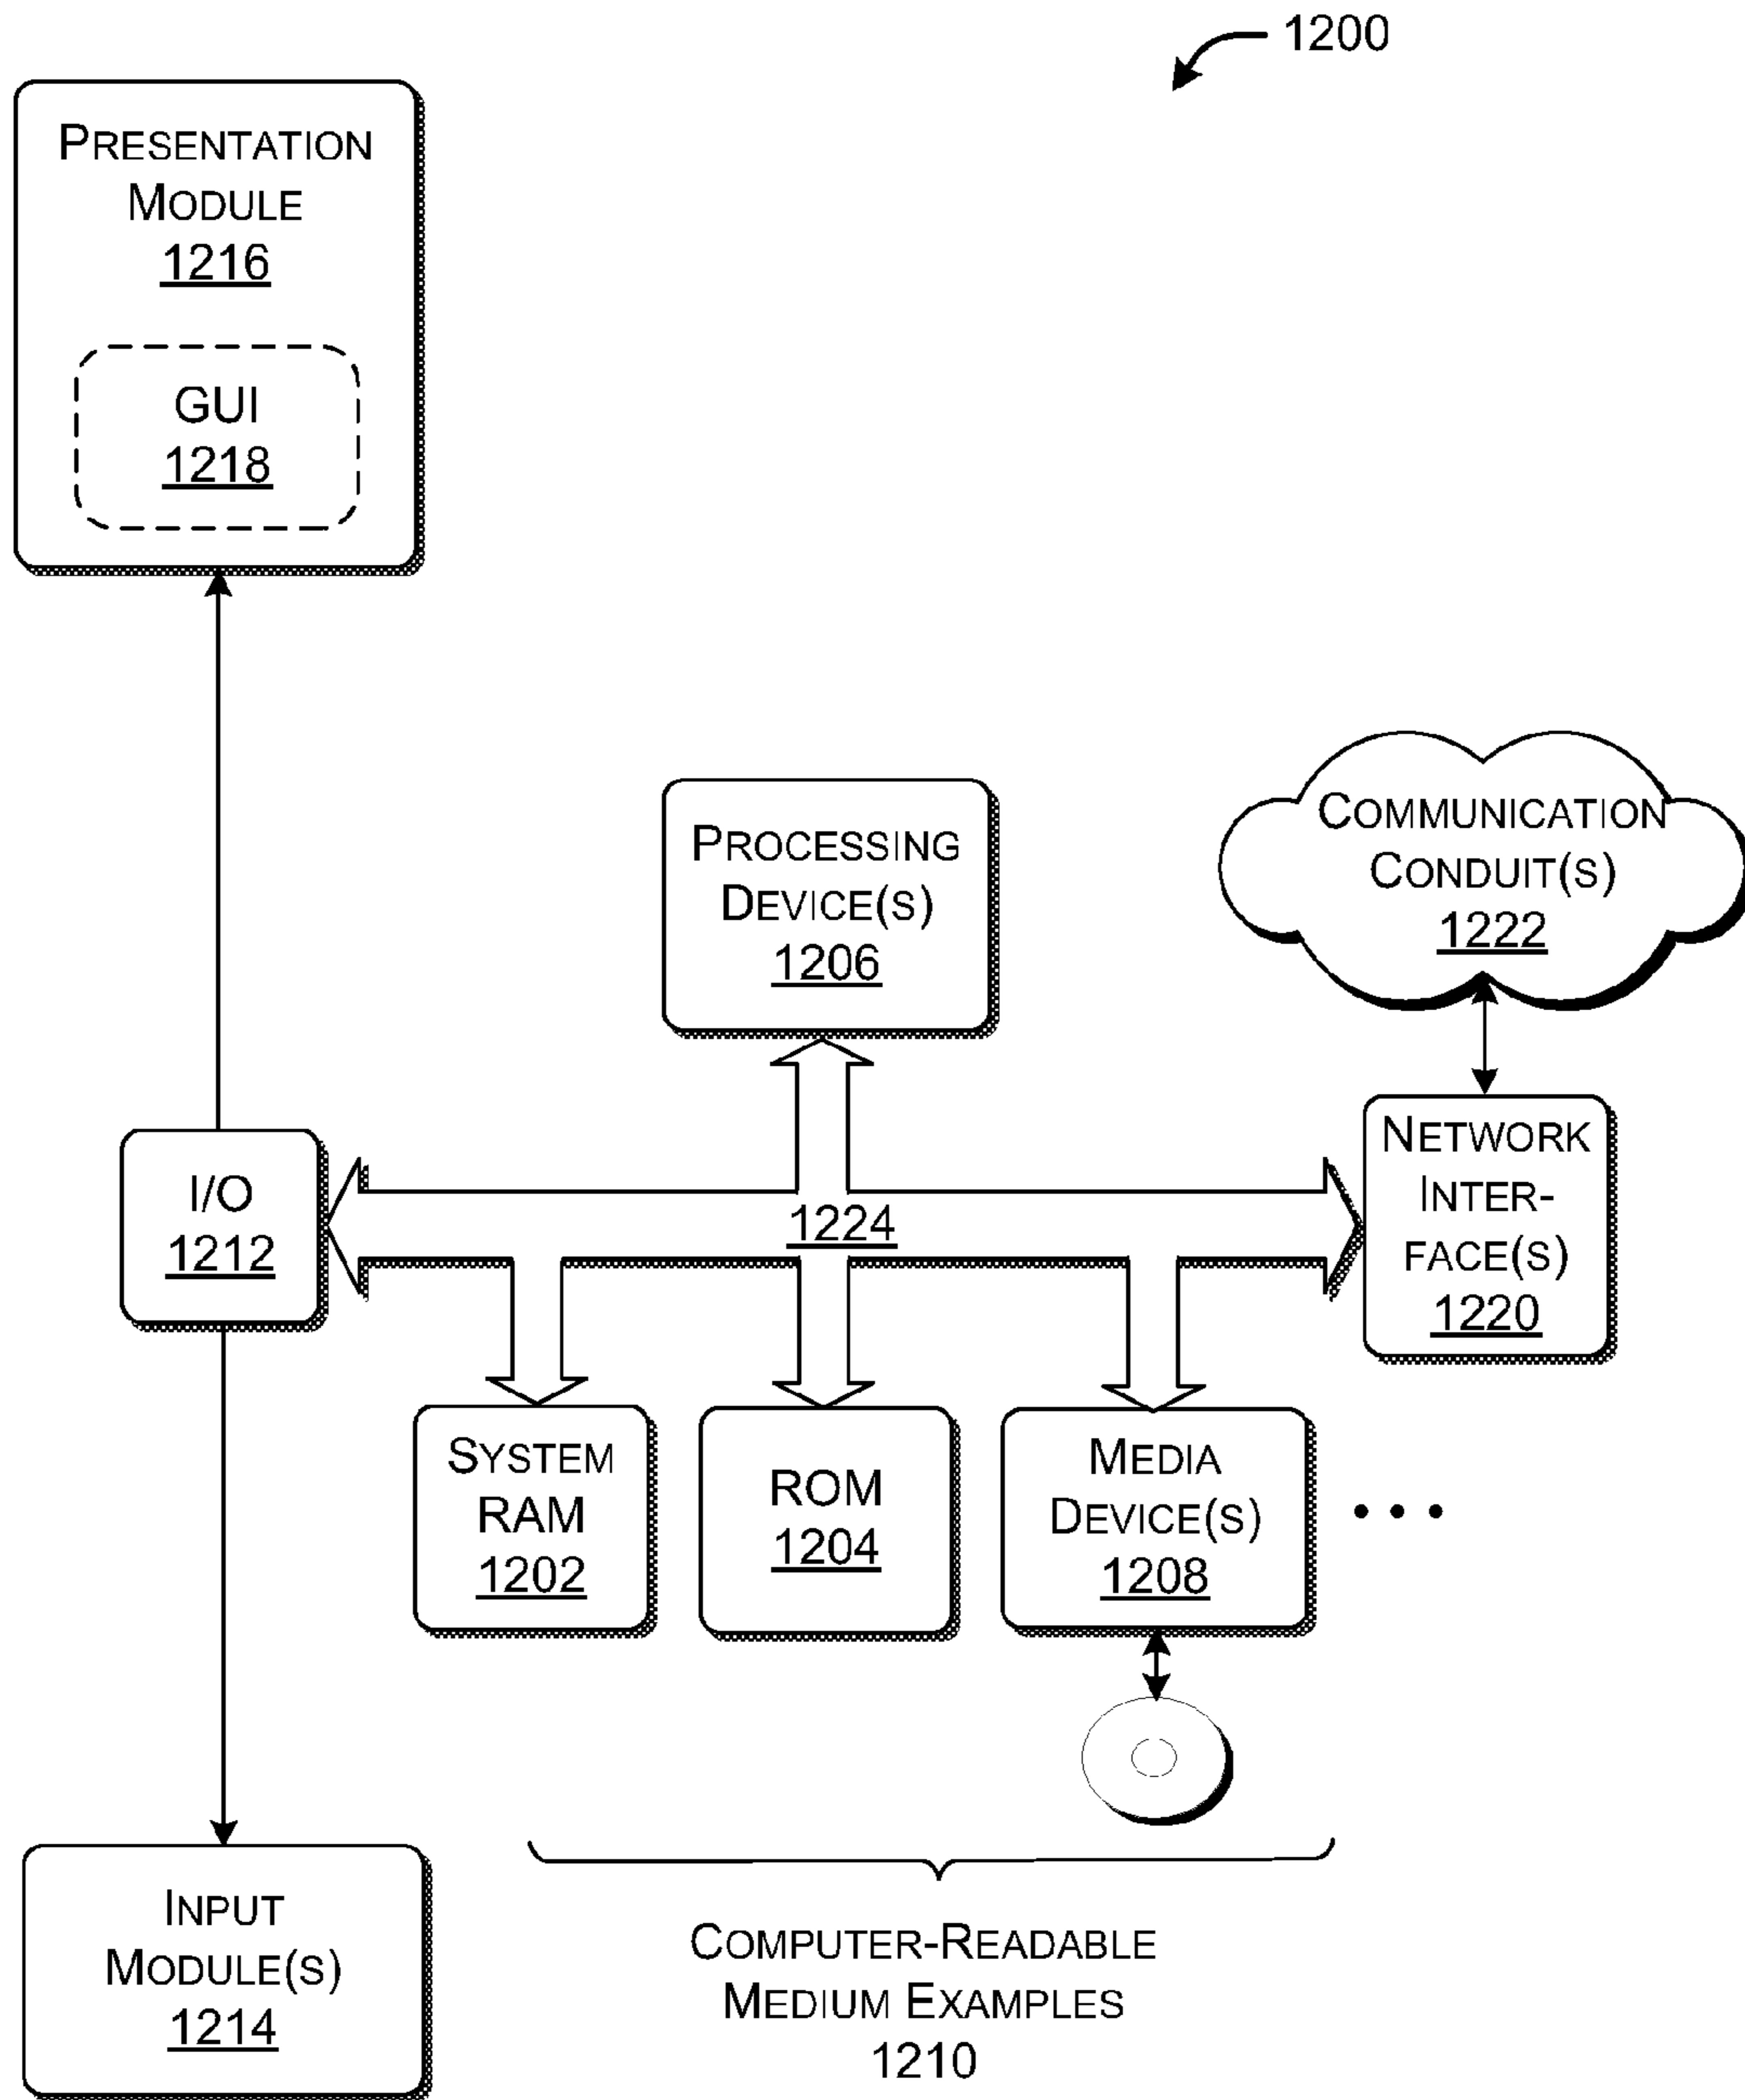 1200
PRESENTATION
MODULE
1216
GUI
1218
PROCESSING
DEVICE(S)
1206
COMMUNICATION
CONDUIT(S)
1222
I/O
1212
1224
NETWORK
INTER-
FACE(S)
1220
SYSTEM
RAM
1202
ROM
1204
MEDIA
DEVICE(S)
1208
• • •
INPUT
MODULE(S)
1214
COMPUTER-READABLE
MEDIUM EXAMPLES
1210